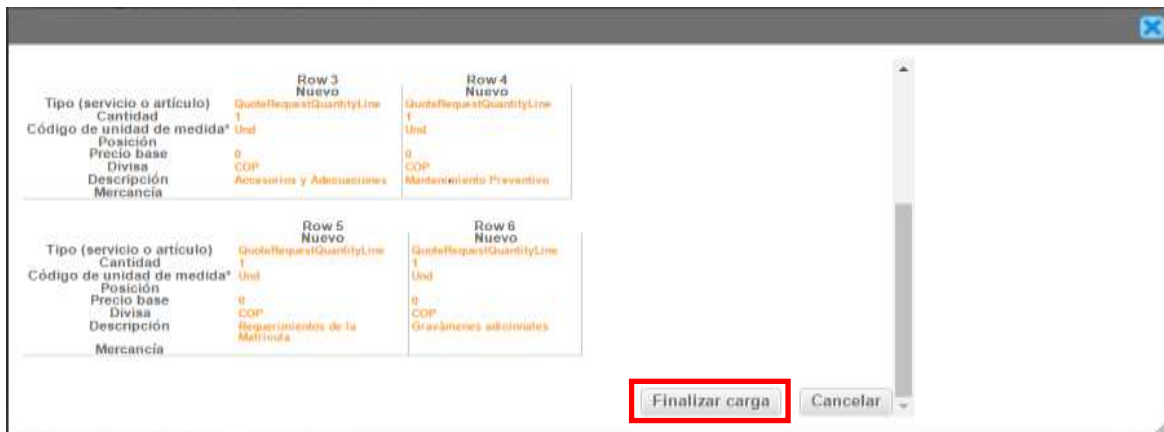 Row 3 Row 4
Nuevo Nuevo
Tipo (servicio o artículo) QuoteRequestQuantityLine QuoteRequestQuantityLine
Cantidad 1 1
Código de unidad de medida* Und Und
Posición
Precio base 0 0
Divisa COP COP
Descripción Accesorios y Adecuaciones Mantenimiento Preventivo
Mercancía
Row 5 Row 6
Nuevo Nuevo
Tipo (servicio o artículo) QuoteRequestQuantityLine QuoteRequestQuantityLine
Cantidad 1 1
Código de unidad de medida* Und Und
Posición
Precio base 0 0
Divisa COP COP
Descripción Requerimientos de la Gravámenes adicionales
Matrícula
Mercancía
Finalizar carga Cancelar